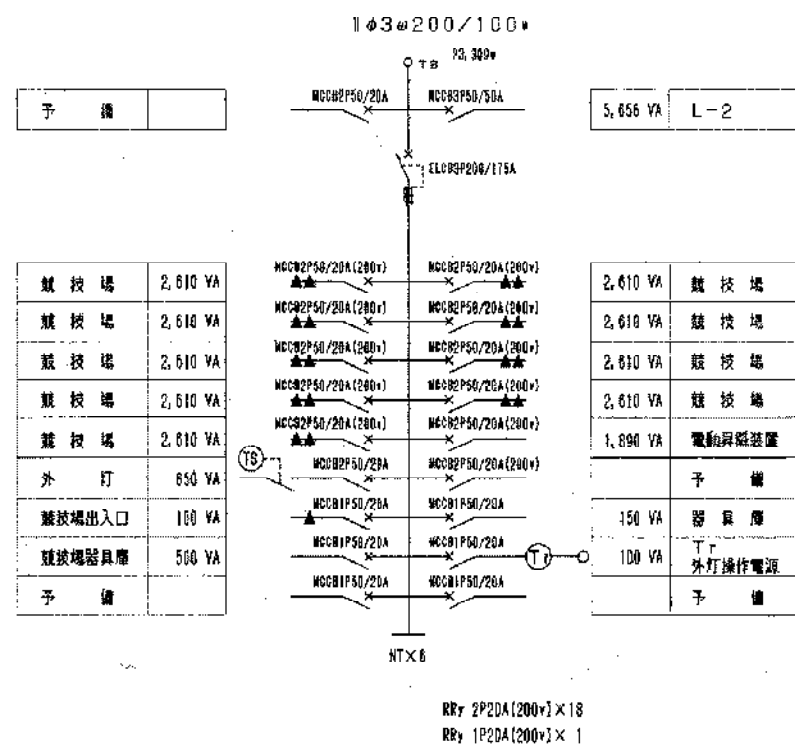 1φ3w200/100v
TB
MCCB2P50/20A MCCB3P50/50A
予 備
5,656 VA L-2
ELCB3P200/175A
MCCB2P50/20A(200v) MCCB2P50/20A(200v)
競 技 場 2,610 VA
2,610 VA 競 技 場
MCCB2P50/20A(200v) MCCB2P50/20A(200v)
競 技 場 2,610 VA
2,610 VA 競 技 場
MCCB2P50/20A(200v) MCCB2P50/20A(200v)
競 技 場 2,610 VA
2,610 VA 競 技 場
MCCB2P50/20A(200v) MCCB2P50/20A(200v)
競 技 場 2,610 VA
2,610 VA 競 技 場
MCCB2P50/20A(200v) MCCB2P50/20A(200v)
競 技 場 2,610 VA
1,890 VA 電動昇降装置
TS
MCCB2P50/20A MCCB2P50/20A(200v)
外 灯 650 VA
予 備
MCCB1P50/20A MCCB1P50/20A
競技場出入口 100 VA
150 VA 器 具 庫
MCCB1P50/20A MCCB1P50/20A
競技場器具庫 500 VA
Tr
100 VA Tr
外灯操作電源
MCCB1P50/20A MCCB1P50/20A
予 備
予 備
NT×6
RRy 2P20A(200v)×18
RRy 1P20A(200v)× 1